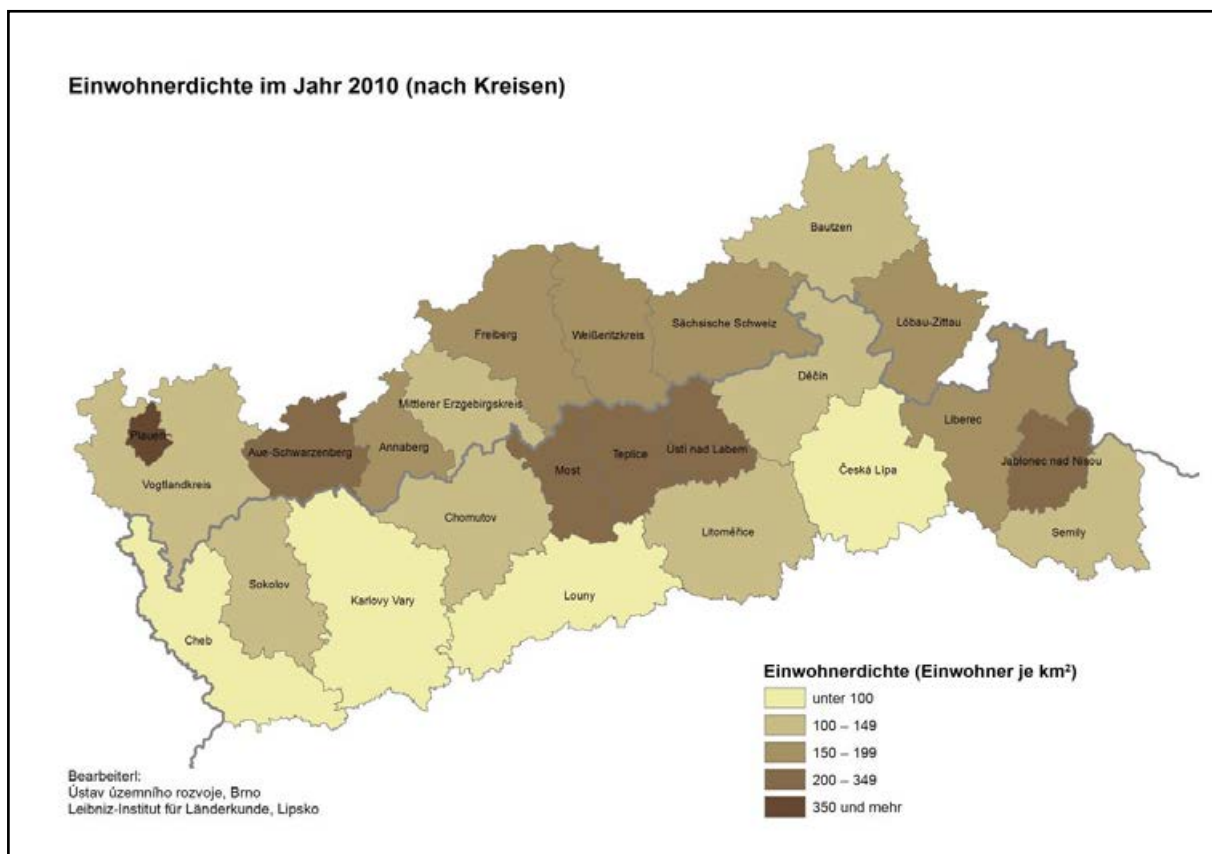 Einwohnerdichte im Jahr 2010 (nach Kreisen)
Bautzen
Löbau-Zittau
Sächsische Schweiz
Weißeritzkreis
Freiberg
Děčín
Mittlerer Erzgebirgskreis
Liberec
Plauen
Annaberg
Aue-Schwarzenberg
Ústí nad Labem
Teplice
Most
Česká Lípa
Jablonec nad Nisou
Vogtlandkreis
Chomutov
Litoměřice
Semily
Sokolov
Karlovy Vary
Louny
Cheb
Einwohnerdichte (Einwohner je km²)
unter 100
100 – 149
150 – 199
200 – 349
350 und mehr
Bearbeiterl:
Ústav územního rozvoje, Brno
Leibniz-Institut für Länderkunde, Lipsko